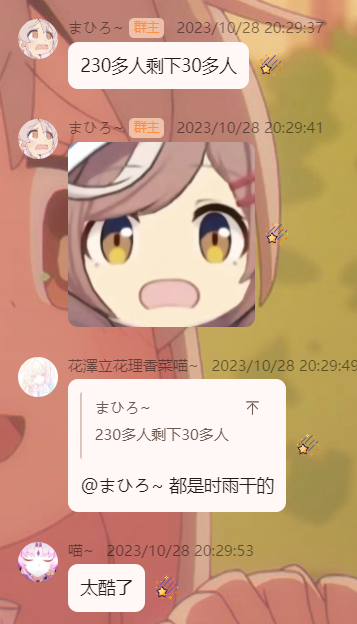 まひろ~ 群主 2023/10/28 20:29:37
230多人剩下30多人
まひろ~ 群主 2023/10/28 20:29:41
花澤立花理香菜喵~ 2023/10/28 20:29:49
まひろ~
230多人剩下30多人
@まひろ~ 都是时雨干的
喵~ 2023/10/28 20:29:53
太酷了